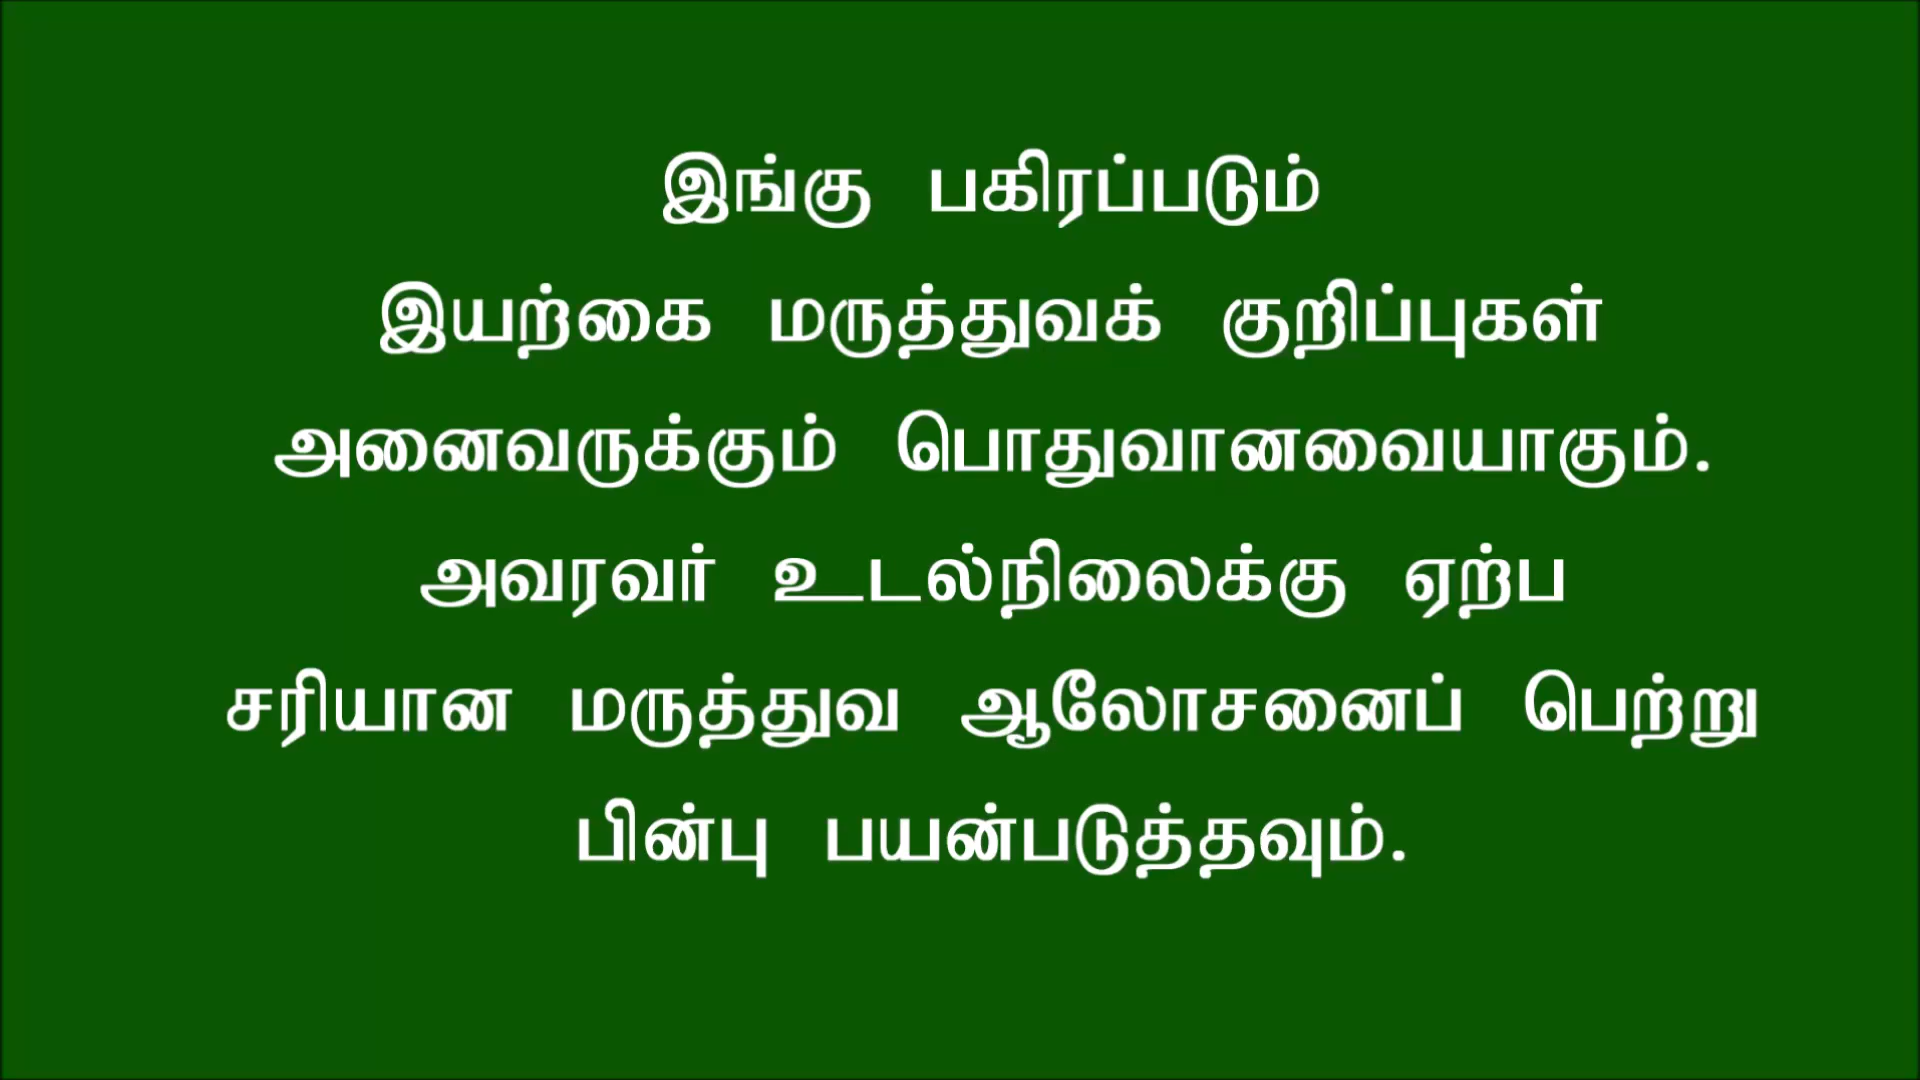 இங்கு பகிரப்படும்
இயற்கை மருத்துவக் குறிப்புகள்
அனைவருக்கும் பொதுவானவையாகும்.
அவரவர் உடல்நிலைக்கு ஏற்ப
சரியான மருத்துவ ஆலோசனைப் பெற்று
பின்பு பயன்படுத்தவும்.